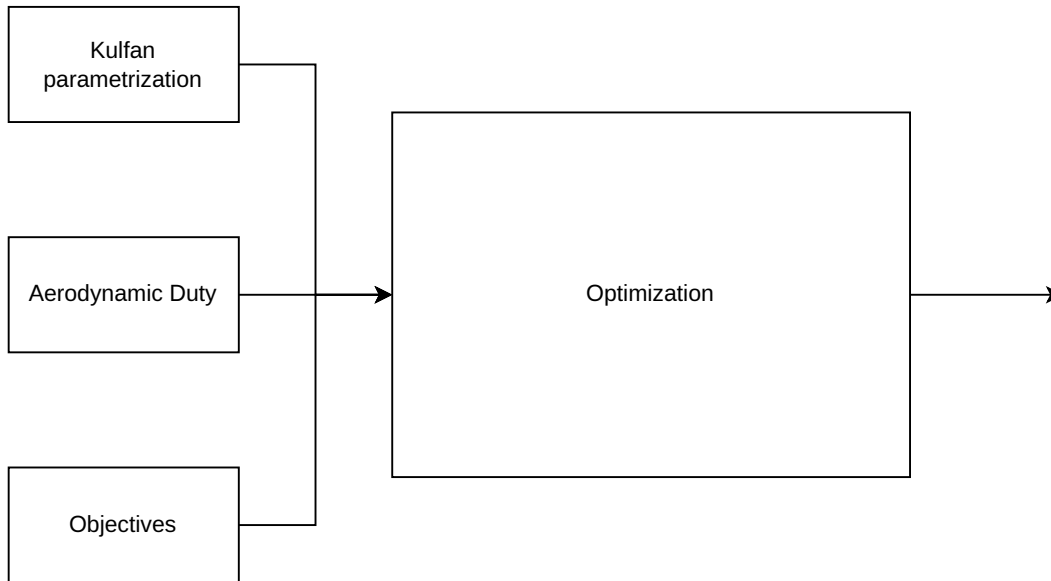 Kulfan
parametrization
Aerodynamic Duty
Optimization
Objectives